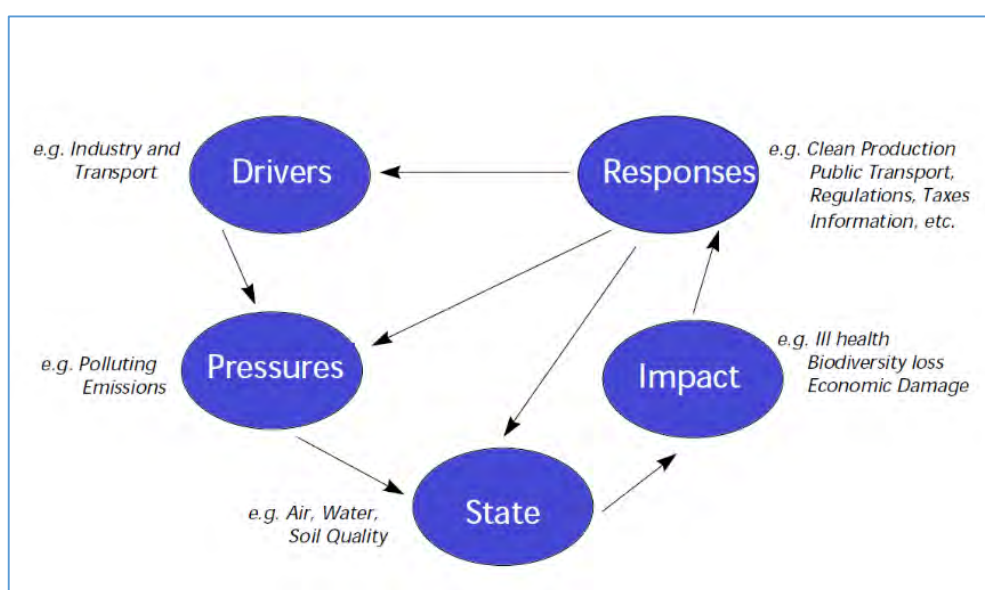 e.g. Industry and
Transport
Drivers
Responses
e.g. Clean Production
Public Transport,
Regulations, Taxes
Information, etc.
e.g. Polluting
Emissions
Pressures
Impact
e.g. Ill health
Biodiversity loss
Economic Damage
e.g. Air, Water,
Soil Quality
State